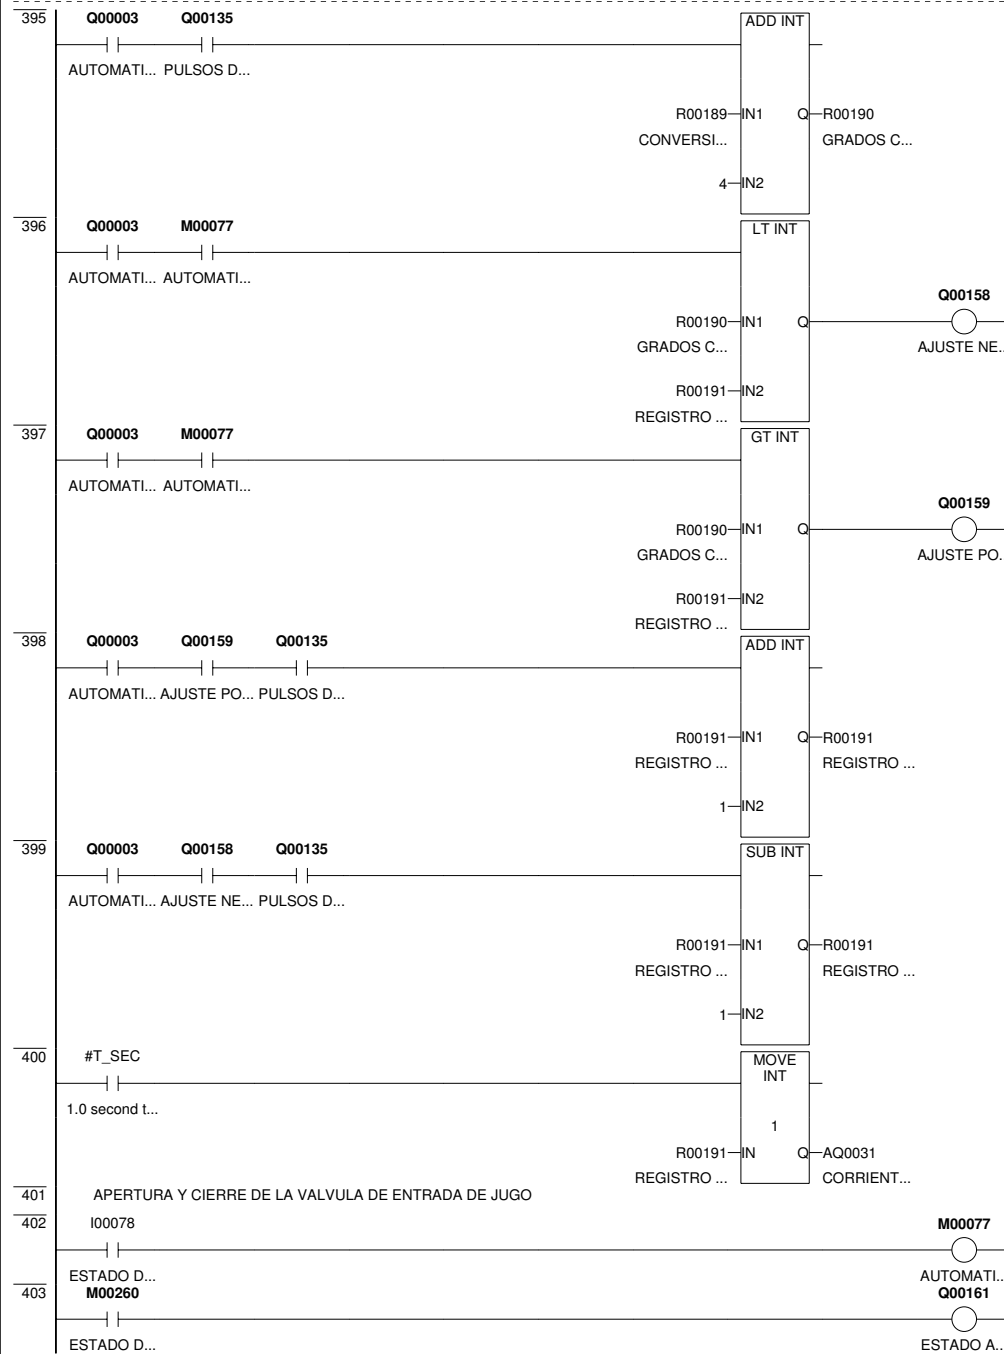 395 Q00003 Q00135 ADD INT
AUTOMATI... PULSOS D...
R00189 IN1 Q R00190
CONVERSI... GRADOS C...
4 IN2
396 Q00003 M00077 LT INT
AUTOMATI... AUTOMATI...
Q00158
R00190 IN1 Q
GRADOS C... AJUSTE NE..
R00191 IN2
REGISTRO ...
397 Q00003 M00077 GT INT
AUTOMATI... AUTOMATI...
Q00159
R00190 IN1 Q
GRADOS C... AJUSTE PO.
R00191 IN2
REGISTRO ...
398 Q00003 Q00159 Q00135 ADD INT
AUTOMATI... AJUSTE PO... PULSOS D...
R00191 IN1 Q R00191
REGISTRO ... REGISTRO ...
1 IN2
399 Q00003 Q00158 Q00135 SUB INT
AUTOMATI... AJUSTE NE... PULSOS D...
R00191 IN1 Q R00191
REGISTRO ... REGISTRO ...
1 IN2
400 #T_SEC MOVE
INT
1.0 second t...
1
R00191 IN Q AQ0031
REGISTRO ... CORRIENT...
401 APERTURA Y CIERRE DE LA VALVULA DE ENTRADA DE JUGO
402 I00078 M00077
ESTADO D... AUTOMATI..
403 M00260 Q00161
ESTADO D... ESTADO A..